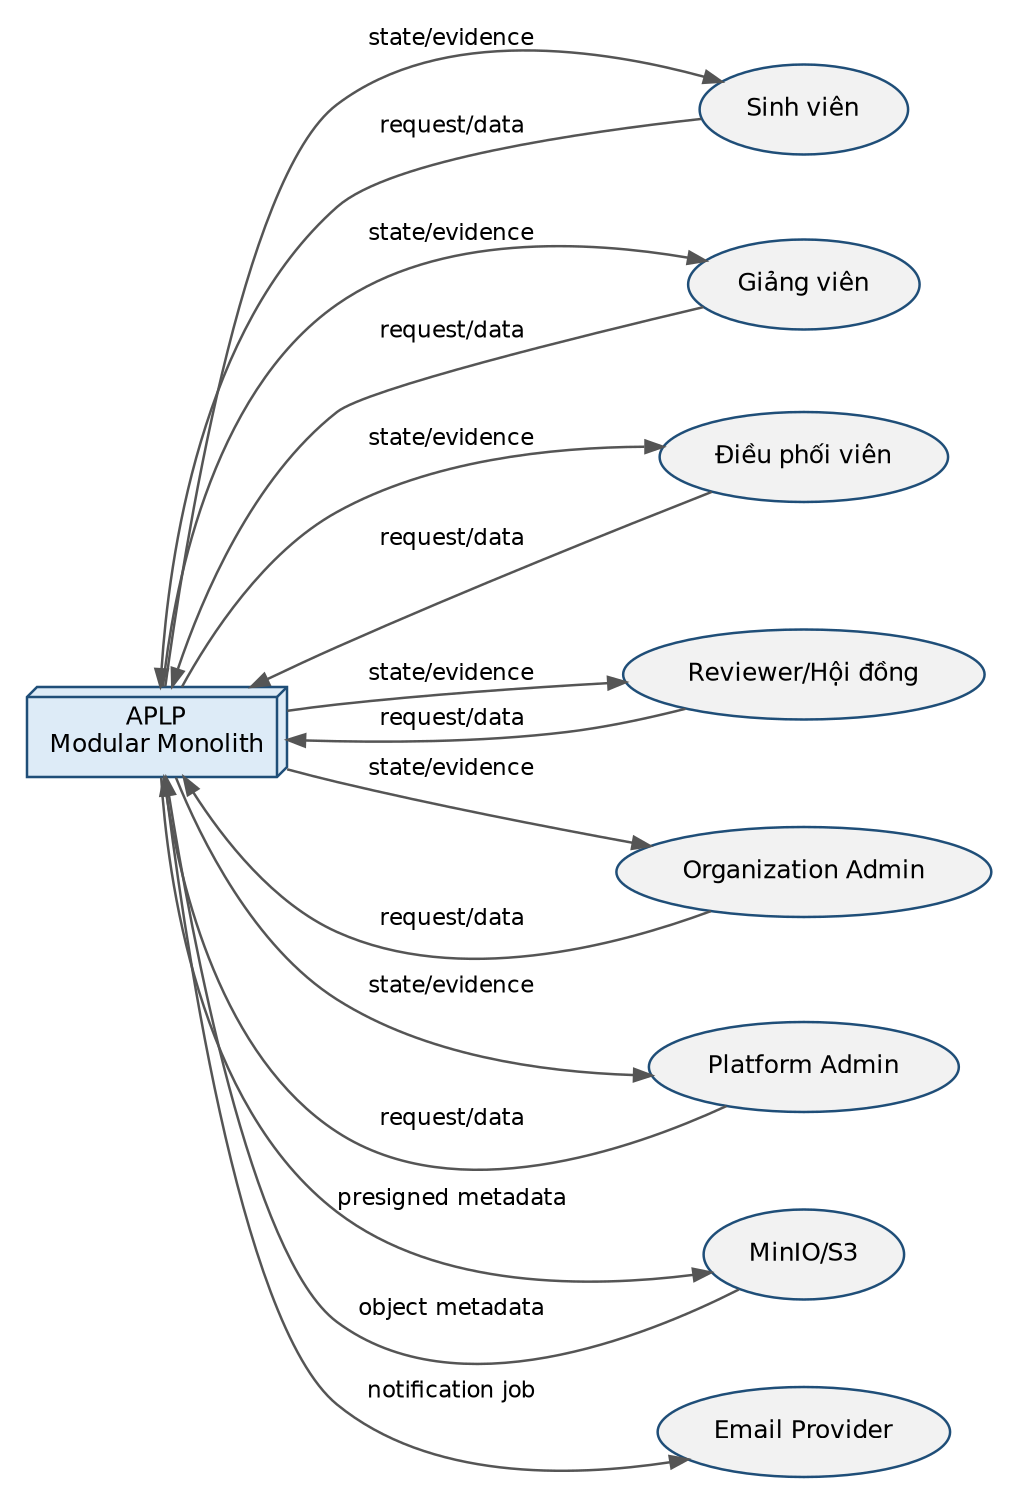 state/evidence
Sinh viên
request/data
state/evidence
Giảng viên
request/data
state/evidence
Điều phối viên
request/data
state/evidence
Reviewer/Hội đồng
request/data
APLP
Modular Monolith
state/evidence
Organization Admin
request/data
state/evidence
Platform Admin
request/data
presigned metadata
MinIO/S3
object metadata
notification job
Email Provider